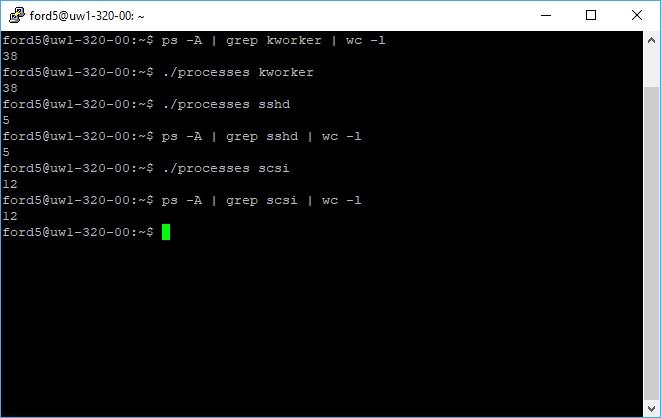 ford5@uw1-320-00: ~
ford5@uw1-320-00:~$ ps -A | grep kworker | wc -l
38
ford5@uw1-320-00:~$ ./processes kworker
38
ford5@uw1-320-00:~$ ./processes sshd
5
ford5@uw1-320-00:~$ ps -A | grep sshd | wc -l
5
ford5@uw1-320-00:~$ ./processes scsi
12
ford5@uw1-320-00:~$ ps -A | grep scsi | wc -l
12
ford5@uw1-320-00:~$